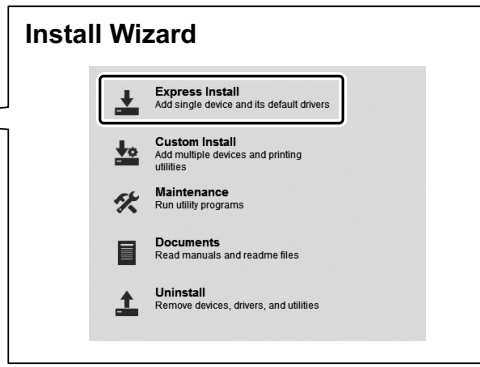 Install Wizard
Express Install
Add single device and its default drivers
Custom Install
Add multiple devices and printing
utilities
Maintenance
Run utility programs
Documents
Read manuals and readme files
Uninstall
Remove devices, drivers, and utilities